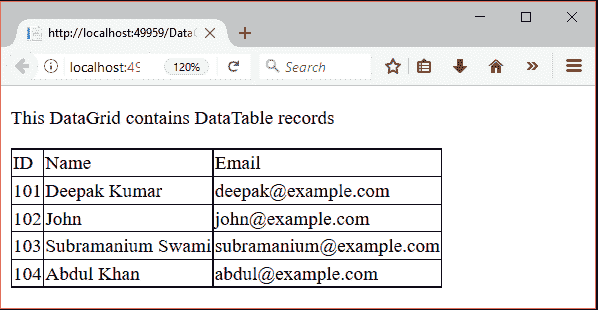 http://localhost:49959/DataG
localhost:49
120%
Search
This DataGrid contains DataTable records
ID Name Email
101 Deepak Kumar deepak@example.com
102 John john@example.com
103 Subramanium Swami subramanium@example.com
104 Abdul Khan abdul@example.com